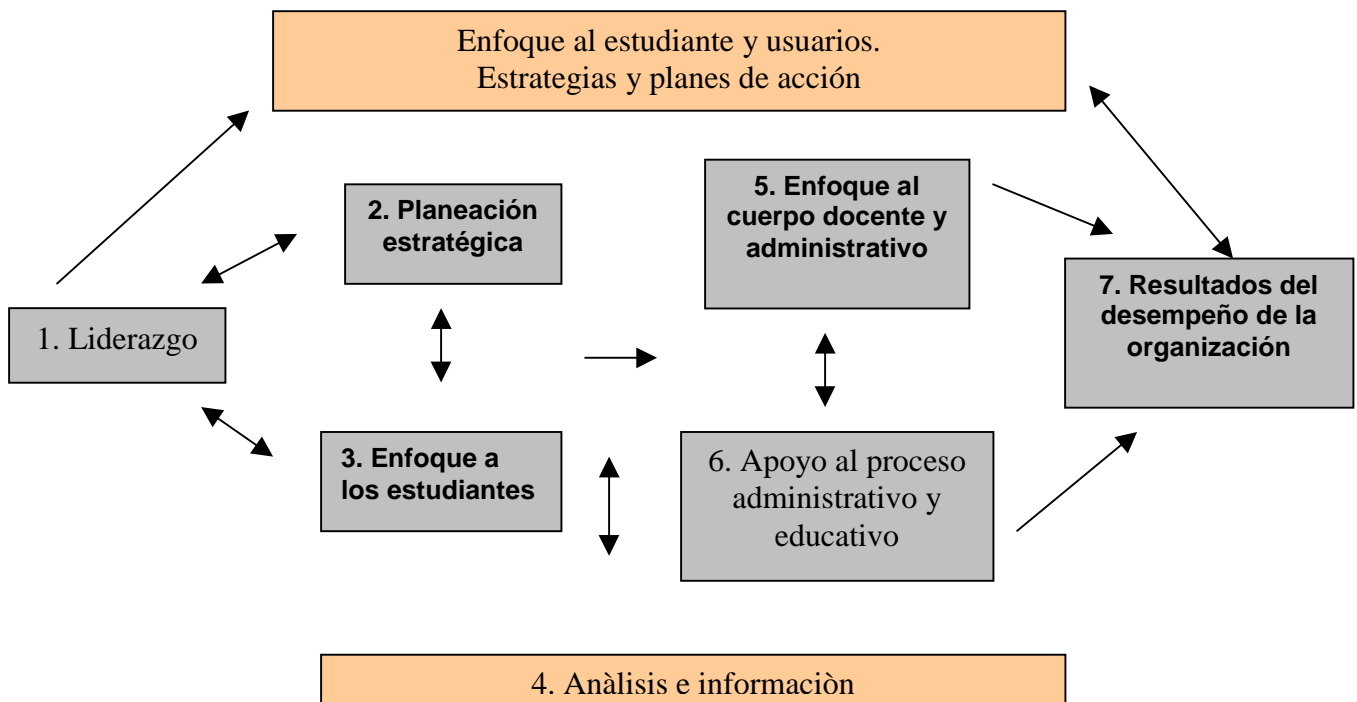 Enfoque al estudiante y usuarios.
Estrategias y planes de acción
2. Planeación
estratégica
5. Enfoque al
cuerpo docente y
administrativo
1. Liderazgo
7. Resultados del
desempeño de la
organización
3. Enfoque a
los estudiantes
6. Apoyo al proceso
administrativo y
educativo
4. Anàlisis e informaciòn